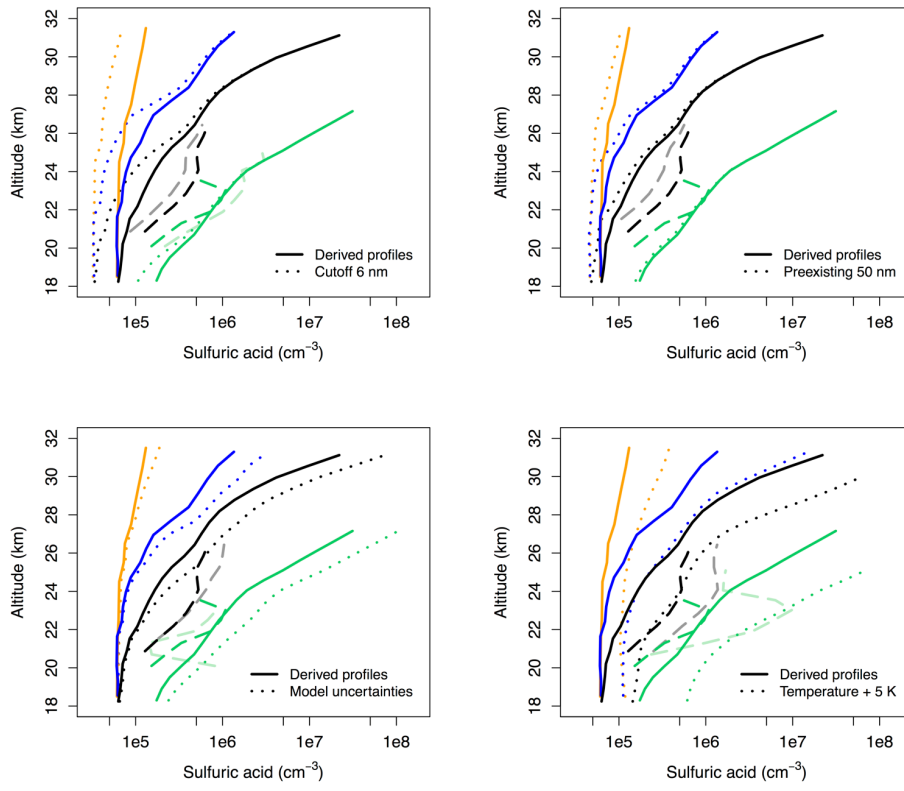 32
30
28
26
24
22
20
18
Altitude (km)
Derived profiles
Cutoff 6 nm
1e5 1e6 1e7 1e8
Sulfuric acid (cm−3)
32
30
28
26
24
22
20
18
Altitude (km)
Derived profiles
Preexisting 50 nm
1e5 1e6 1e7 1e8
Sulfuric acid (cm−3)
32
30
28
26
24
22
20
18
Altitude (km)
Derived profiles
Model uncertainties
1e5 1e6 1e7 1e8
Sulfuric acid (cm−3)
32
30
28
26
24
22
20
18
Altitude (km)
Derived profiles
Temperature + 5 K
1e5 1e6 1e7 1e8
Sulfuric acid (cm−3)